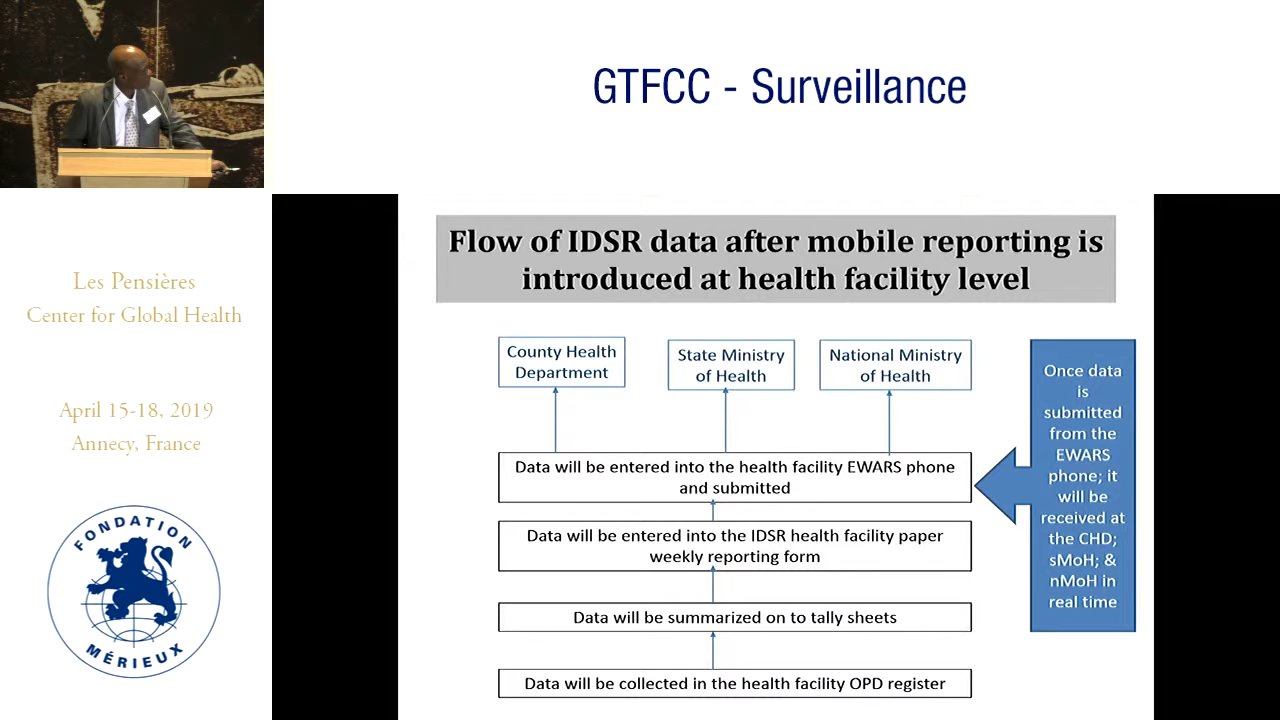 GTFCC - Surveillance
Les Pensières
Center for Global Health
April 15-18, 2019
Annecy, France
FONDATION
MÉRIEUX
Flow of IDSR data after mobile reporting is
introduced at health facility level
County Health
Department
State Ministry
of Health
National Ministry
of Health
Data will be entered into the health facility EWARS phone
and submitted
Data will be entered into the IDSR health facility paper
weekly reporting form
Data will be summarized on to tally sheets
Data will be collected in the health facility OPD register
Once data
is
submitted
from the
EWARS
phone; it
will be
received at
the CHD;
sMoH; &
nMoH in
real time